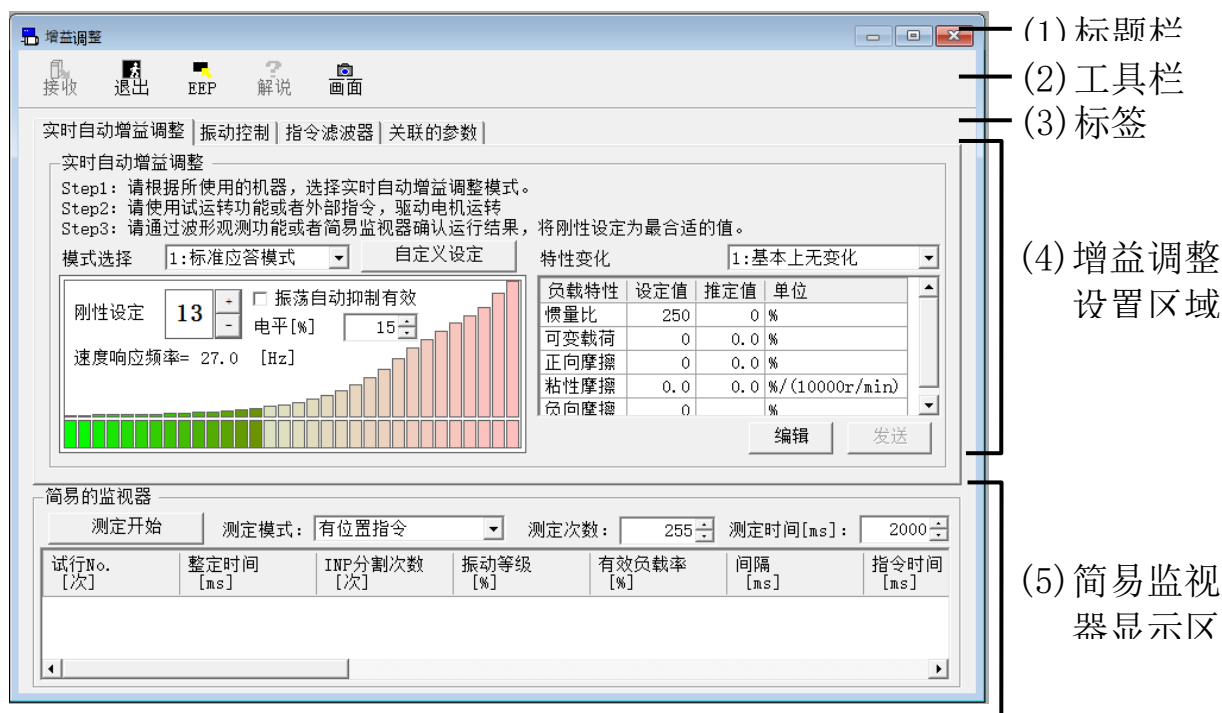 增益调整
(1)标题栏
接收 退出 EEP 解说 画面
(2)工具栏
实时自动增益调整 振动控制 指令滤波器 关联的参数
(3)标签
实时自动增益调整
Step1: 请根据所使用的机器，选择实时自动增益调整模式。
Step2: 请使用试运转功能或者外部指令，驱动电机运转
Step3: 请通过波形观测功能或者简易监视器确认运行结果，将刚性设定为最合适的值。
模式选择 1:标准应答模式 自定义设定 特性变化 1:基本上无变化
(4)增益调整
设置区域
刚性设定 13 + - 振荡自动抑制有效
电平[%] 15
速度响应频率= 27.0 [Hz]
负载特性 设定值 推定值 单位
惯量比 250 0 %
可变载荷 0 0.0 %
正向摩擦 0 0.0 %
粘性摩擦 0.0 0.0 %/(10000r/min)
负向摩擦 0 %
编辑 发送
简易的监视器
测定开始 测定模式: 有位置指令 测定次数: 255 测定时间[ms]: 2000
试行No. 整定时间 INP分割次数 振动等级 有效负载率 间隔 指令时间
[次] [ms] [次] [%] [%] [ms] [ms]
(5)简易监视
器显示区